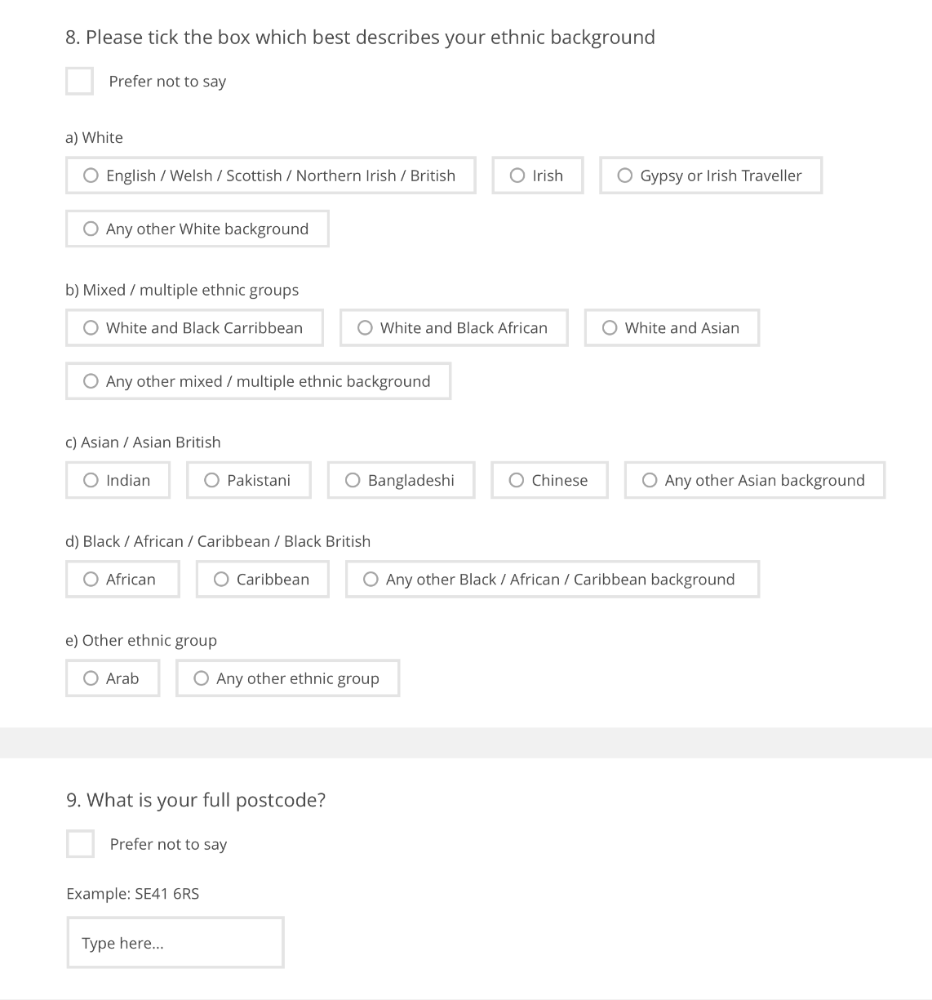 8. Please tick the box which best describes your ethnic background
Prefer not to say
a) White
English / Welsh / Scottish / Northern Irish / British Irish Gypsy or Irish Traveller
Any other White background
b) Mixed / multiple ethnic groups
White and Black Carribbean White and Black African White and Asian
Any other mixed / multiple ethnic background
c) Asian / Asian British
Indian Pakistani Bangladeshi Chinese Any other Asian background
d) Black / African / Caribbean / Black British
African Caribbean Any other Black / African / Caribbean background
e) Other ethnic group
Arab Any other ethnic group
9. What is your full postcode?
Prefer not to say
Example: SE41 6RS
Type here...